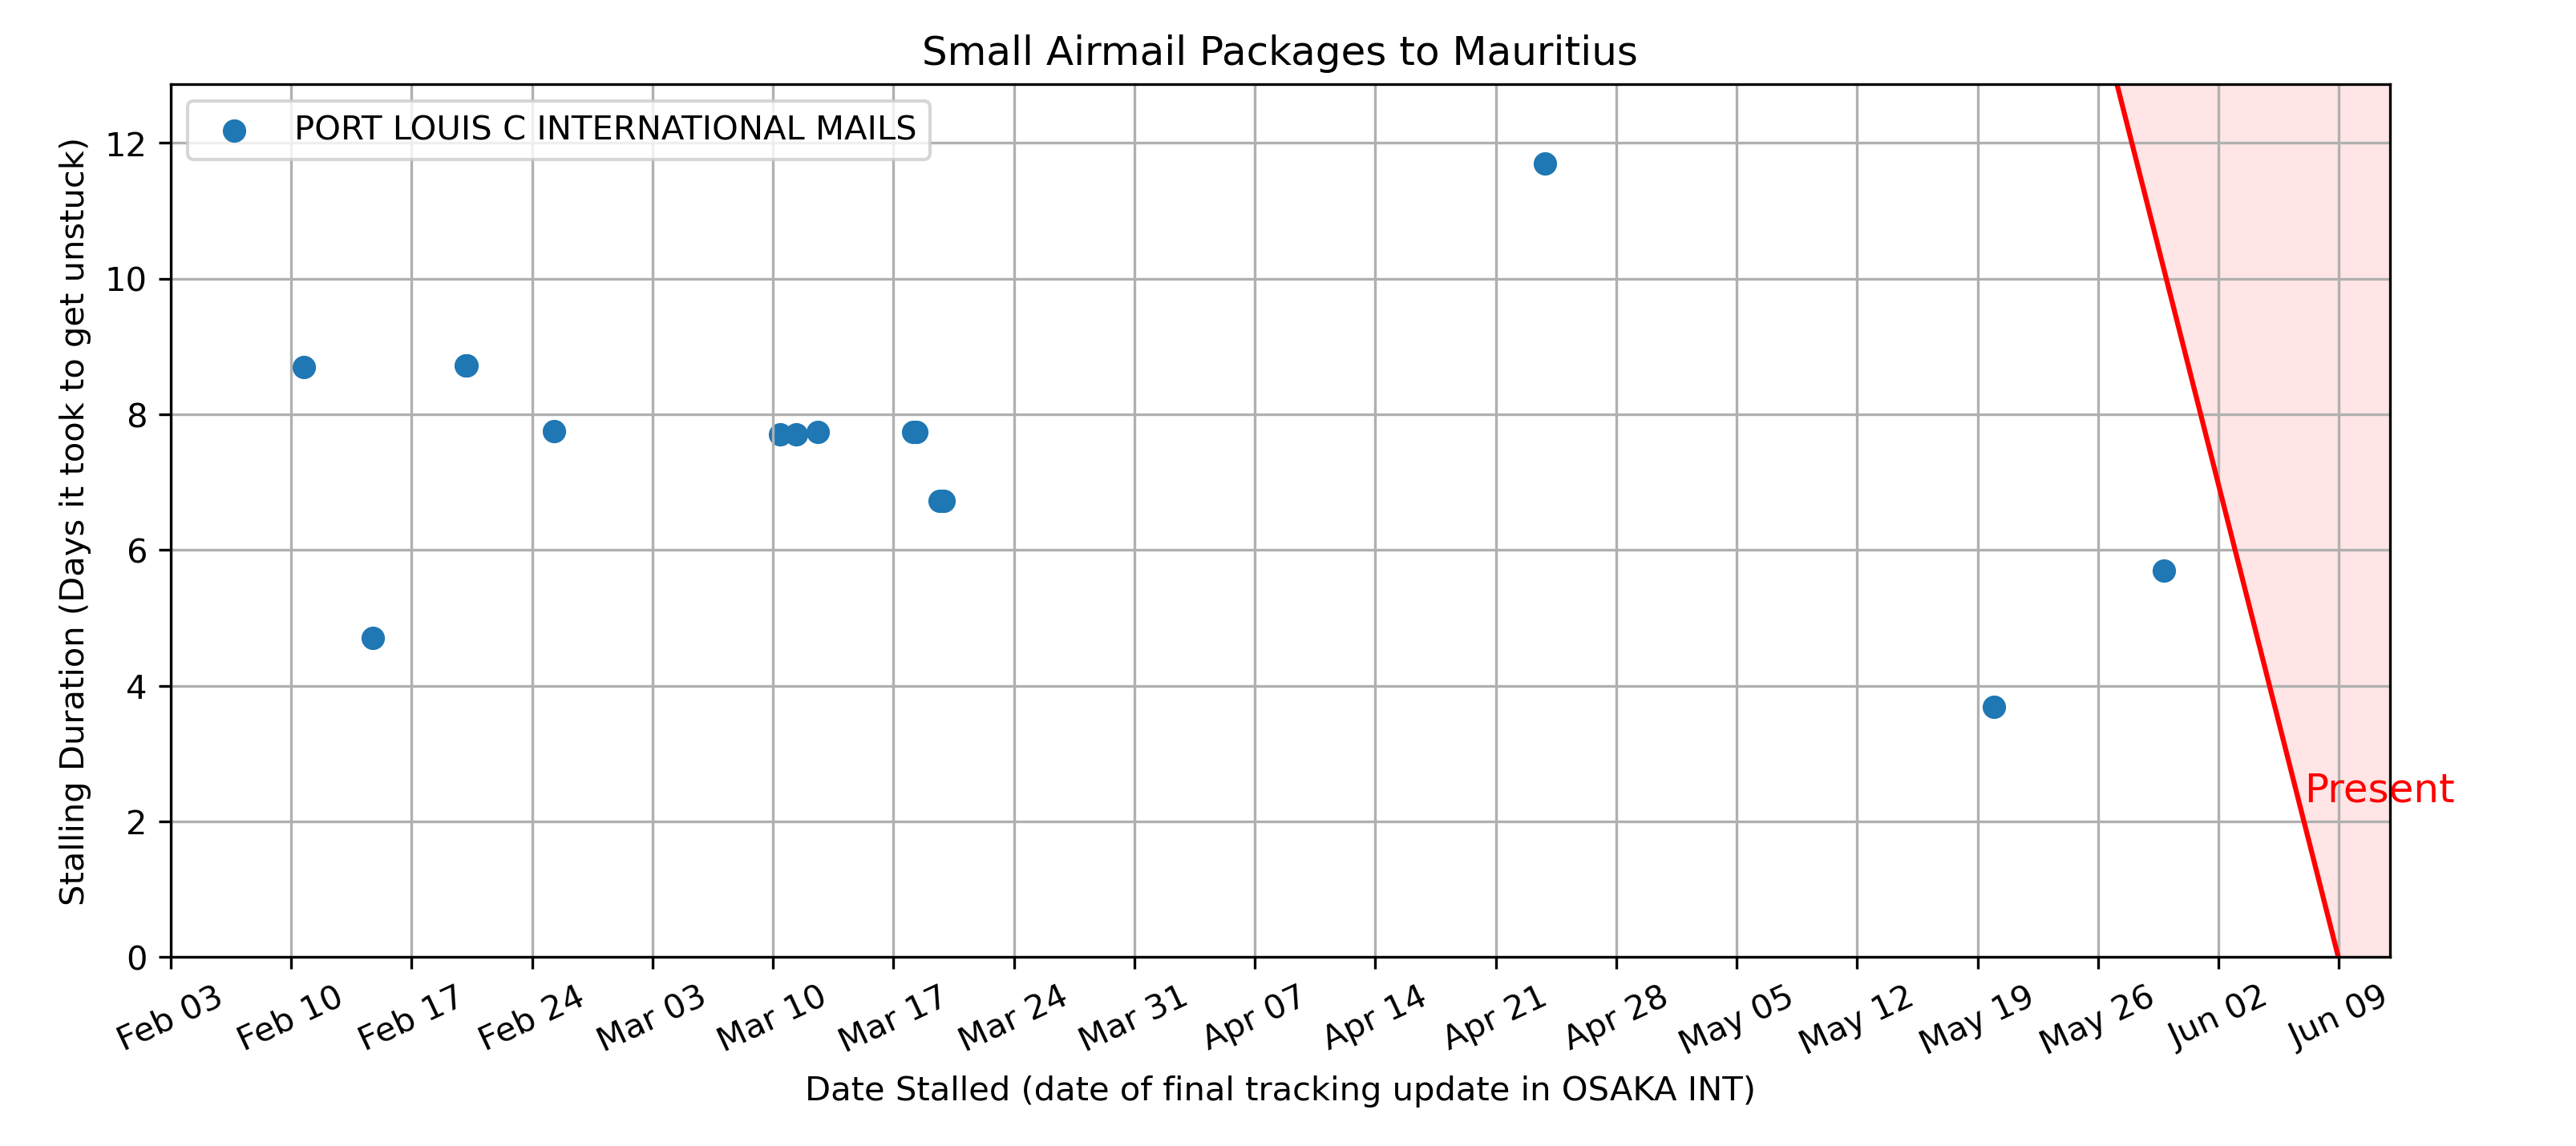 Small Airmail Packages to Mauritius
PORT LOUIS C INTERNATIONAL MAILS
Stalling Duration (Days it took to get unstuck)
12
10
8
6
4
2
0
Present
Feb 03
Feb 10
Feb 17
Feb 24
Mar 03
Mar 10
Mar 17
Mar 24
Mar 31
Apr 07
Apr 14
Apr 21
Apr 28
May 05
May 12
May 19
May 26
Jun 02
Jun 09
Date Stalled (date of final tracking update in OSAKA INT)